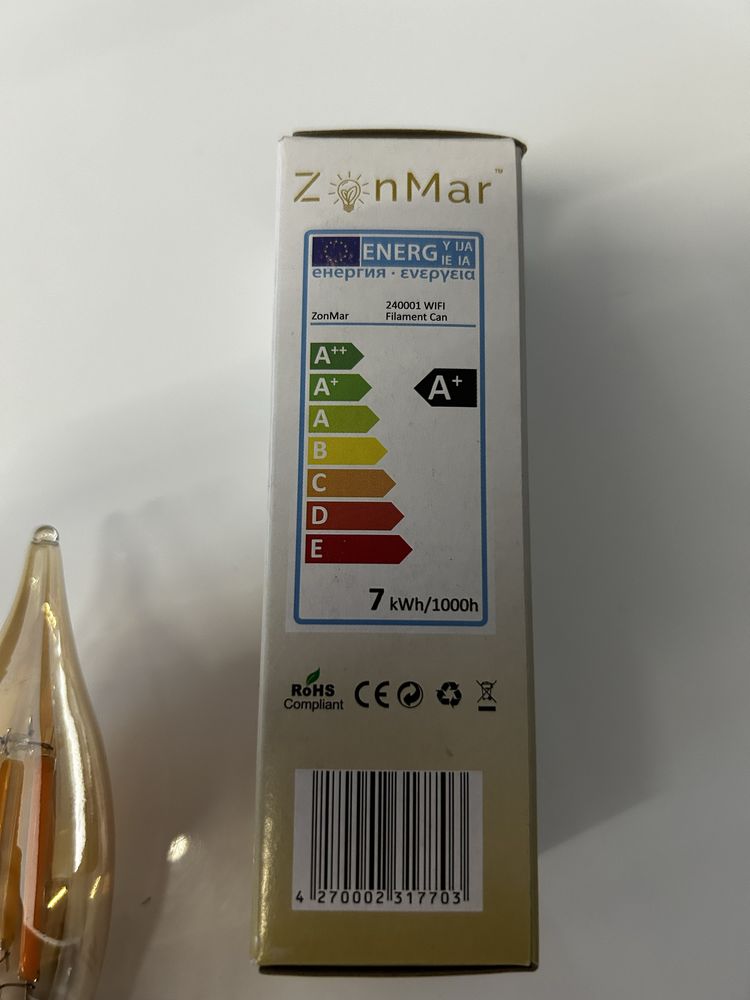 ZonMar™
ENERG Y IJA
IE IA
енергия · ενεργεια
240001 WIFI
ZonMar Filament Can
A++
A+ A+
A
B
C
D
E
7 kWh/1000h
RoHS
Compliant CE
4 270002 317703